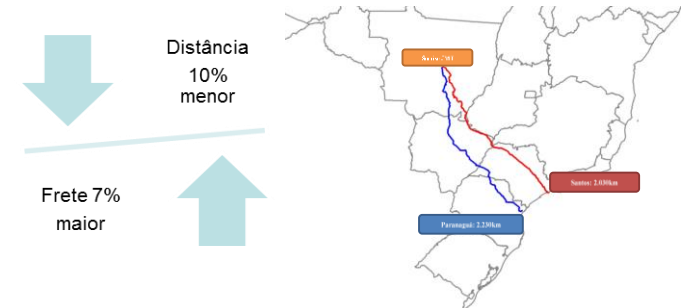 Distância
10%
menor
Frete 7%
maior
Santos: 2.030km
Paranaguá: 2.230km